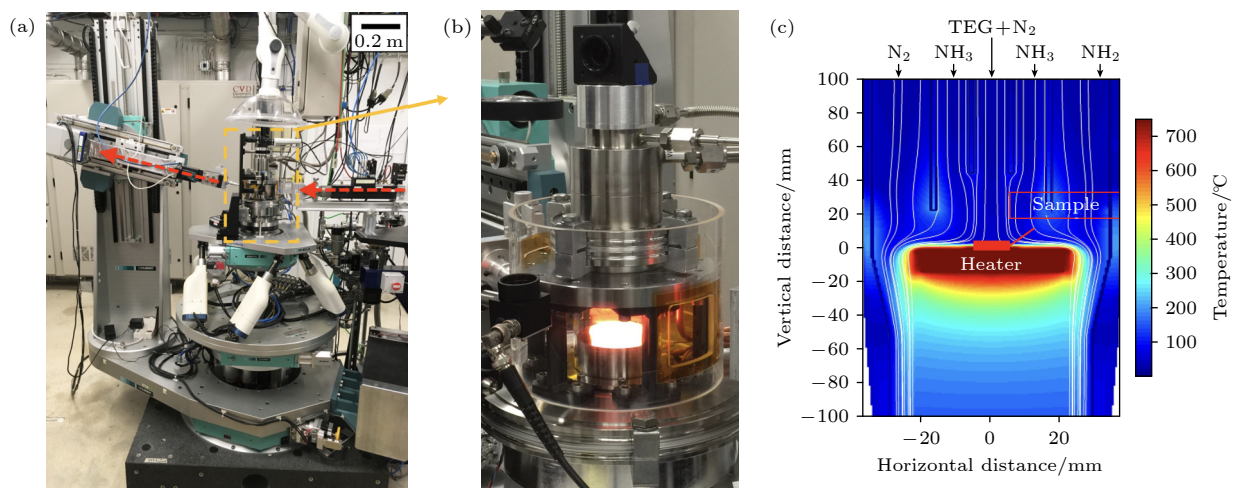 (a)
0.2 m
CVD
(b)
(c)
TEG+N₂
N₂
NH₃
NH₃
NH₂
100
80
60
40
20
0
−20
−40
−60
−80
−100
Vertical distance/mm
Sample
Heater
−20
0
20
Horizontal distance/mm
700
600
500
400
300
200
100
Temperature/℃